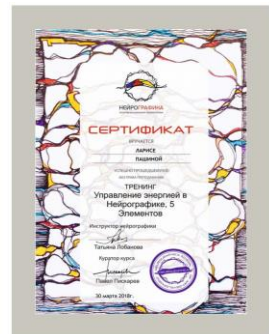 НЕЙРОГРАФИКА
СЕРТИФИКАТ
ВРУЧАЕТСЯ
ЛАРИСЕ
ПАШИНОЙ
ТРЕНИНГ
Управление энергией в
Нейрографике, 5
Элементов
Инструктор нейрографики
Татьяна Лобанова
Куратор курса
Павел Пискарев
30 марта 2018г.